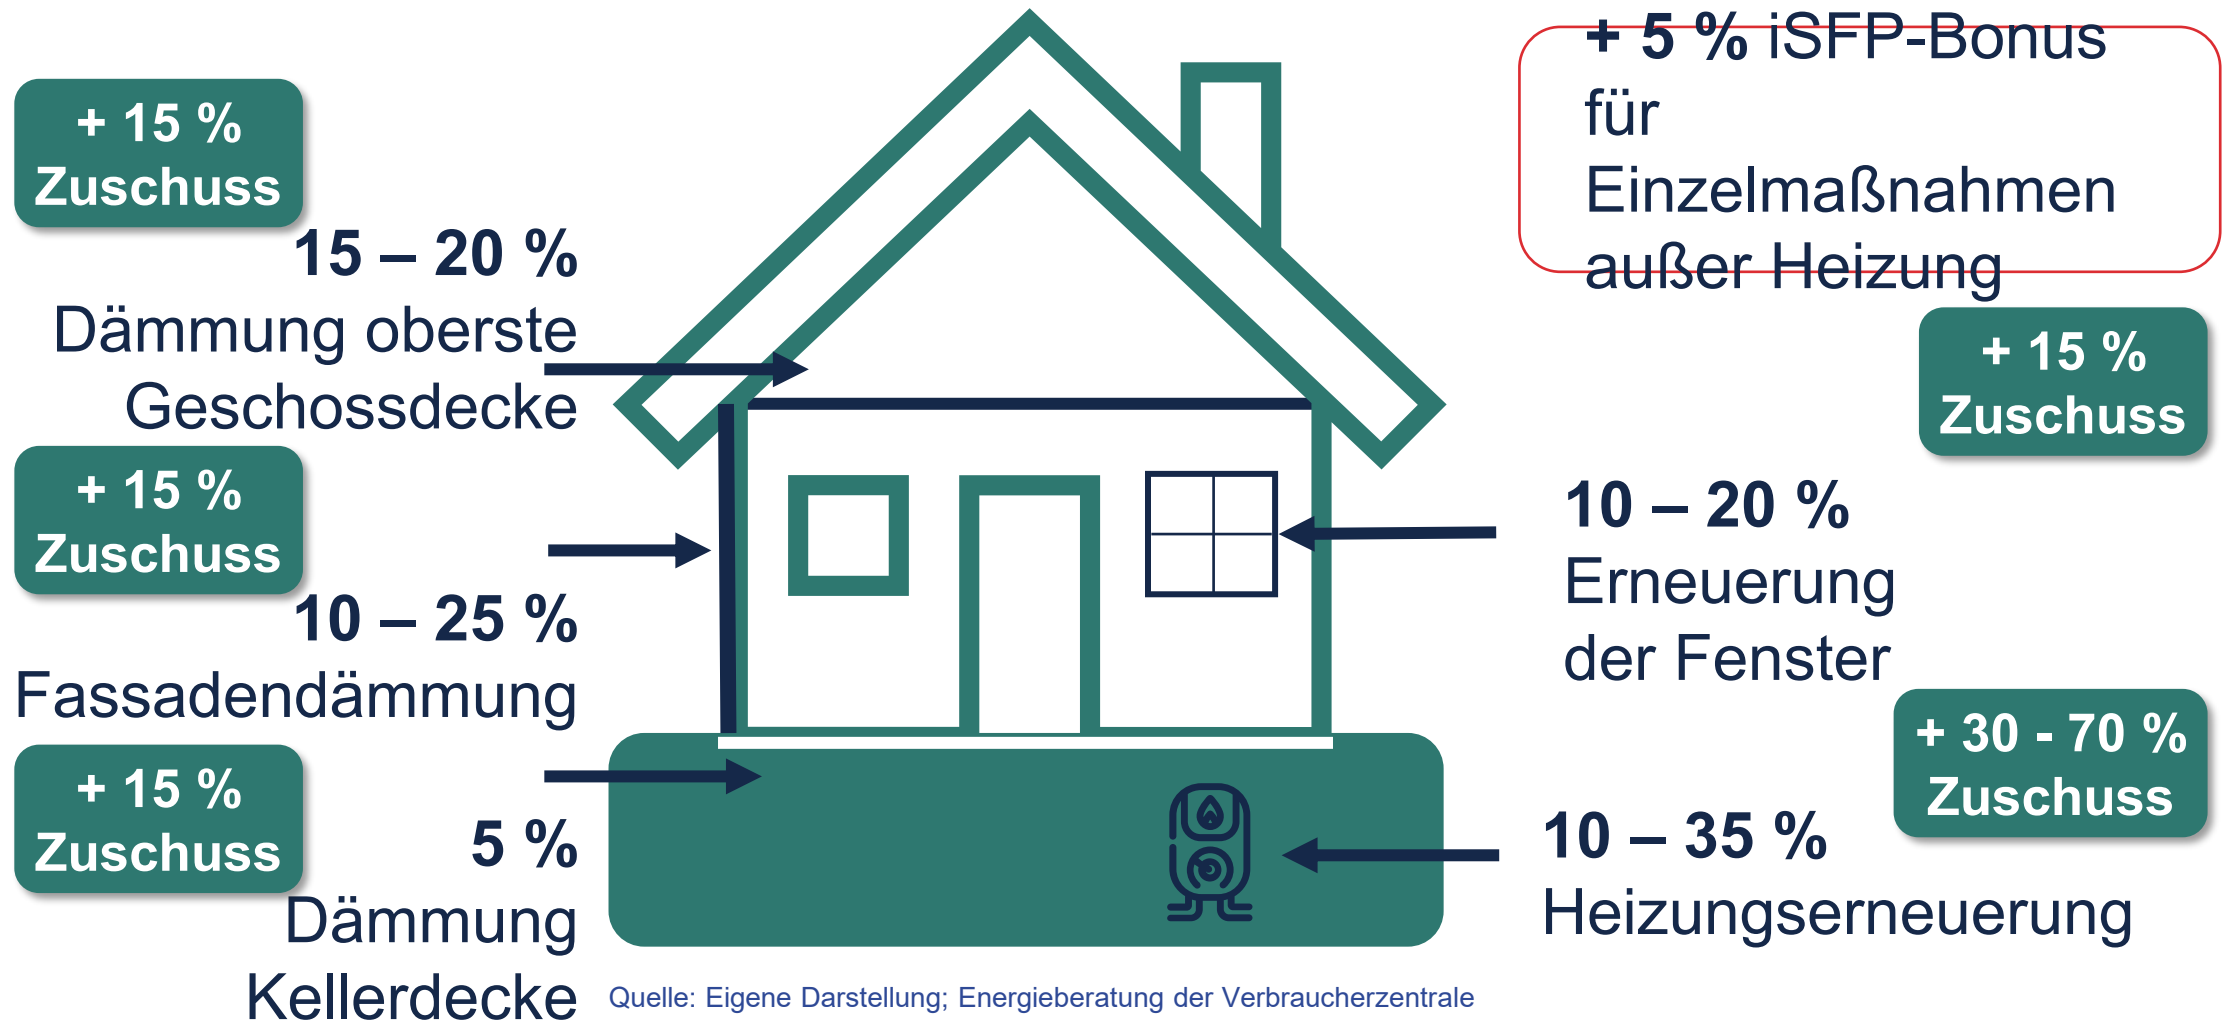 + 15 %
Zuschuss
15 – 20 %
Dämmung oberste
Geschossdecke
+ 15 %
Zuschuss
10 – 25 %
Fassadendämmung
+ 15 %
Zuschuss
5 %
Dämmung
Kellerdecke
+ 5 % iSFP-Bonus
für
Einzelmaßnahmen
außer Heizung
+ 15 %
Zuschuss
10 – 20 %
Erneuerung
der Fenster
+ 30 - 70 %
Zuschuss
10 – 35 %
Heizungserneuerung
Quelle: Eigene Darstellung; Energieberatung der Verbraucherzentrale